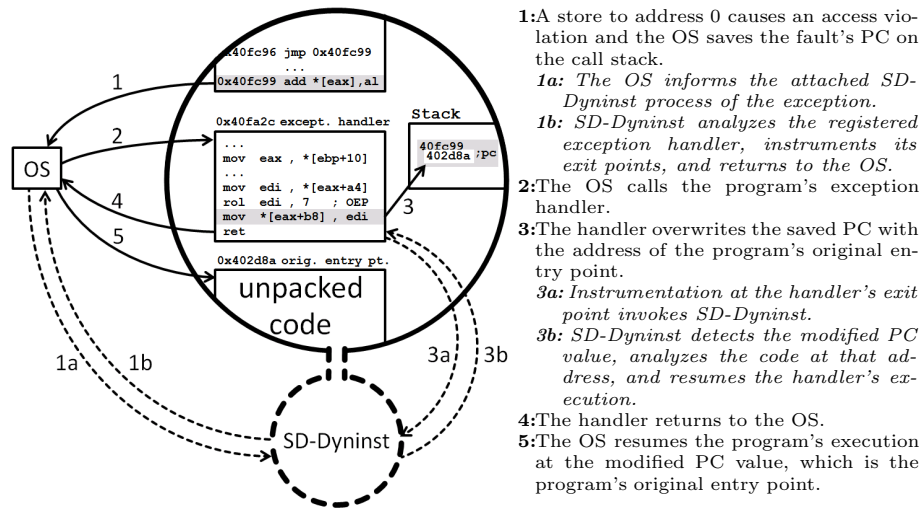 0x40fc96 jmp 0x40fc99
...
0x40fc99 add *[eax],al
1
0x40fa2c except. handler
Stack
2
...
mov eax , *[ebp+10]
...
mov edi , *[eax+a4]
rol edi , 7 ; OEP
mov *[eax+b8] , edi
ret
40fc99
402d8a ;pc
OS
4
3
5
0x402d8a orig. entry pt.
unpacked
code
1a
1b
3a
3b
SD-Dyninst
1:A store to address 0 causes an access vio-
lation and the OS saves the fault's PC on
the call stack.
1a: The OS informs the attached SD-
Dyninst process of the exception.
1b: SD-Dyninst analyzes the registered
exception handler, instruments its
exit points, and returns to the OS.
2:The OS calls the program's exception
handler.
3:The handler overwrites the saved PC with
the address of the program's original en-
try point.
3a: Instrumentation at the handler's exit
point invokes SD-Dyninst.
3b: SD-Dyninst detects the modified PC
value, analyzes the code at that ad-
dress, and resumes the handler's ex-
ecution.
4:The handler returns to the OS.
5:The OS resumes the program's execution
at the modified PC value, which is the
program's original entry point.